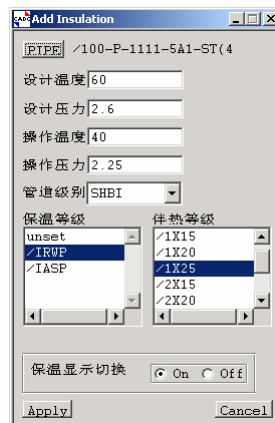 Add Insulation
PIPE /100-P-1111-5A1-ST(4
设计温度 60
设计压力 2.6
操作温度 40
操作压力 2.25
管道级别 SHBI
保温等级 伴热等级
unset /1X15
/IRWP /1X20
/IASP /1X25
/2X15
/2X20
保温显示切换 On Off
Apply Cancel